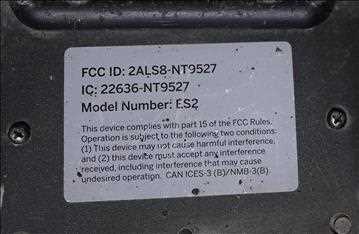 FCC ID: 2ALS8-NT9527
IC: 22636-NT9527
Model Number: ES2
This device complies with part 15 of the FCC Rules.
Operation is subject to the following two conditions:
(1) This device may not cause harmful interference,
and (2) this device must accept any interference
received, including interference that may cause
undesired operation. CAN ICES-3 (B)/NMB-3(B)